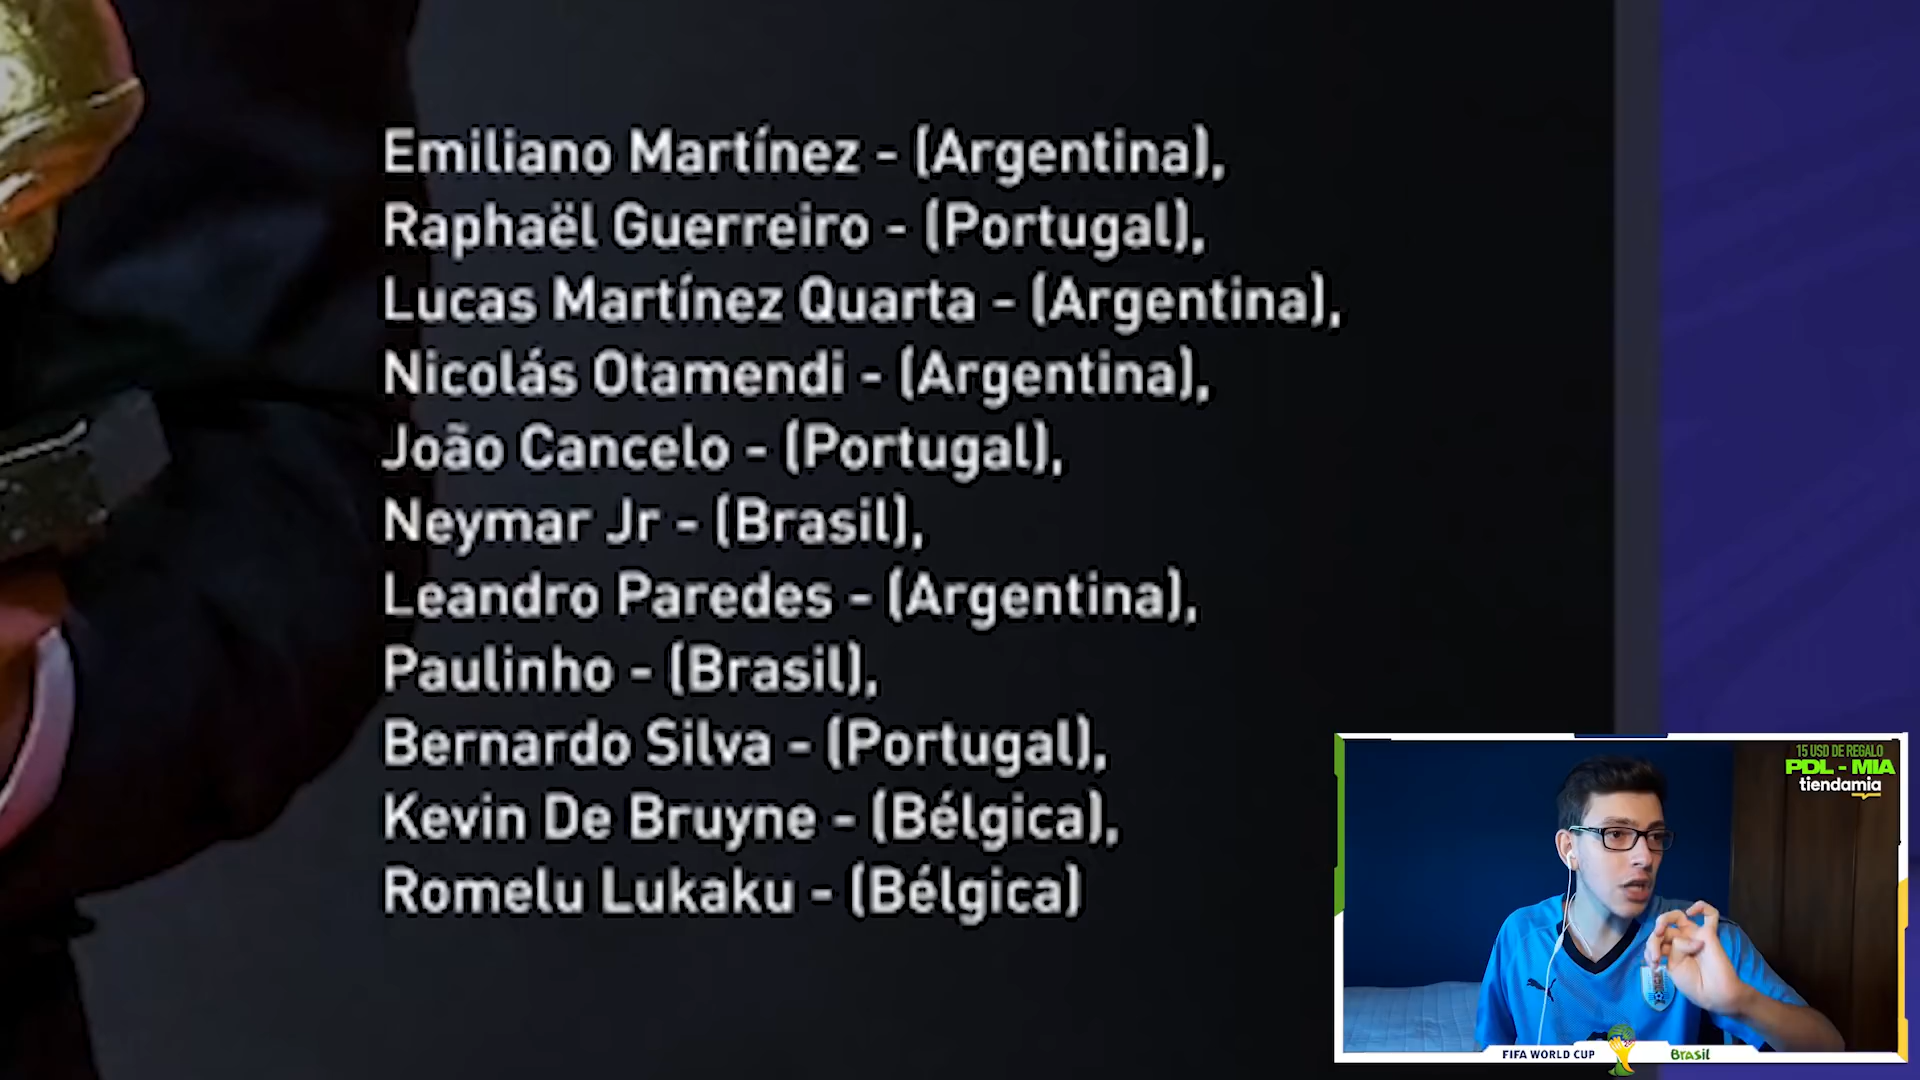 Emiliano Martínez - (Argentina),
Raphaël Guerreiro - (Portugal),
Lucas Martínez Quarta - (Argentina),
Nicolás Otamendi - (Argentina),
João Cancelo - (Portugal),
Neymar Jr - (Brasil),
Leandro Paredes - (Argentina),
Paulinho - (Brasil),
Bernardo Silva - (Portugal),
Kevin De Bruyne - (Bélgica),
Romelu Lukaku - (Bélgica)
15 USD DE REGALO
PDL - MIA
tiendamia
FIFA WORLD CUP
Brasil